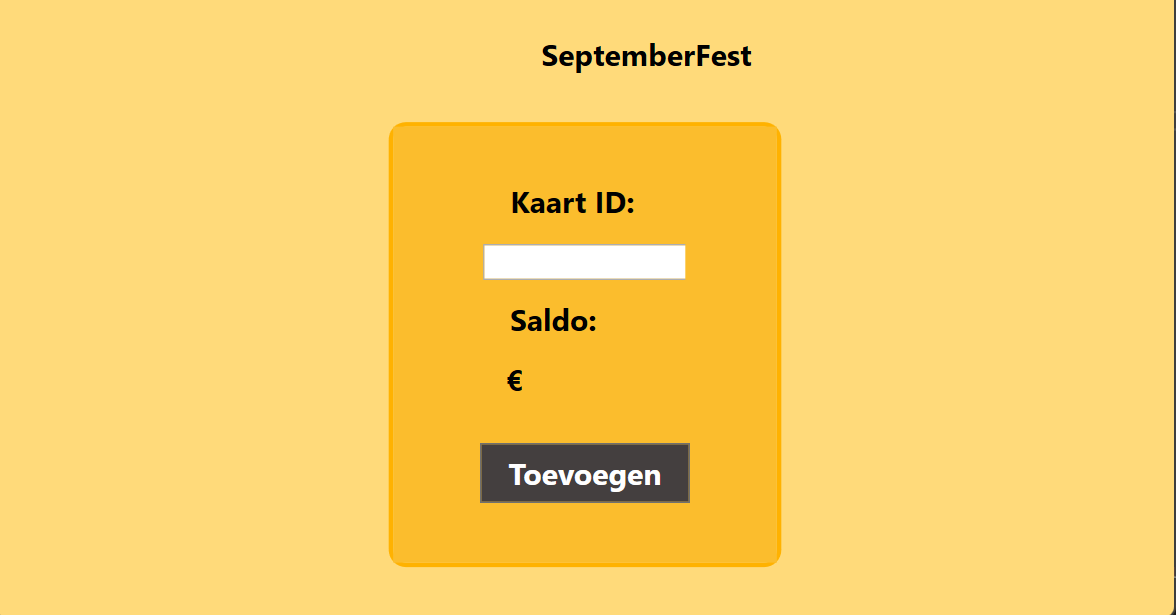 SeptemberFest
Kaart ID:
Saldo:
€
Toevoegen